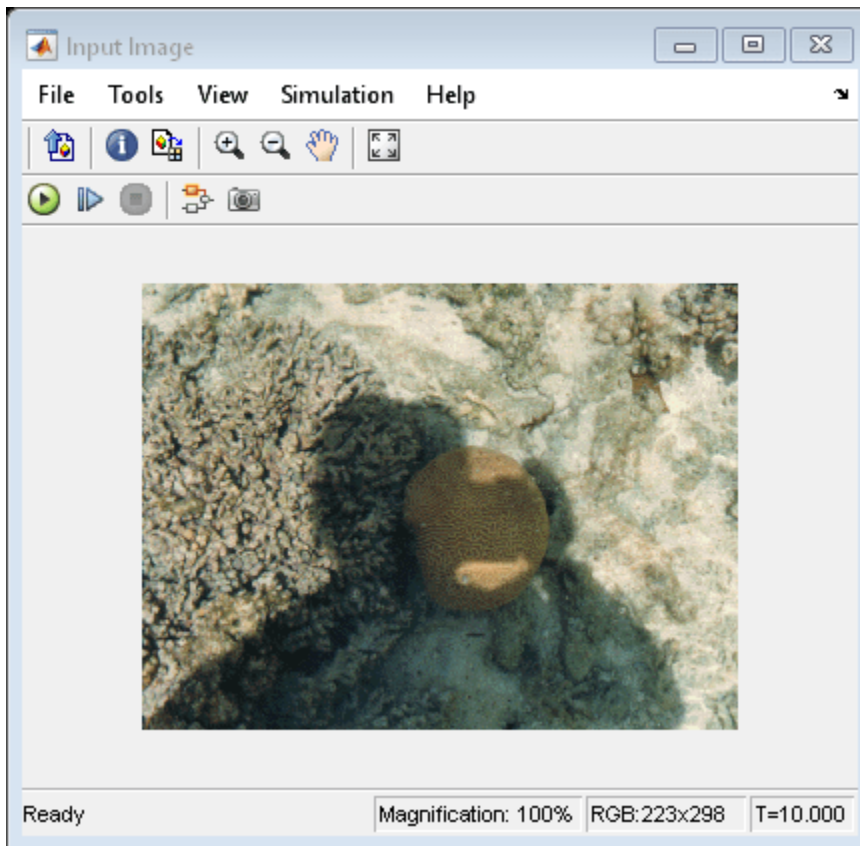 Input Image
File Tools View Simulation Help
Ready Magnification: 100% RGB:223x298 T=10.000